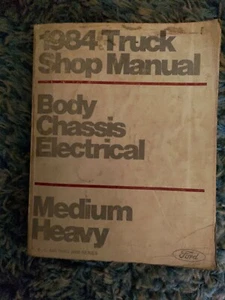 1984 Truck
Shop Manual
Body
Chassis
Electrical
Medium
Heavy
Ford